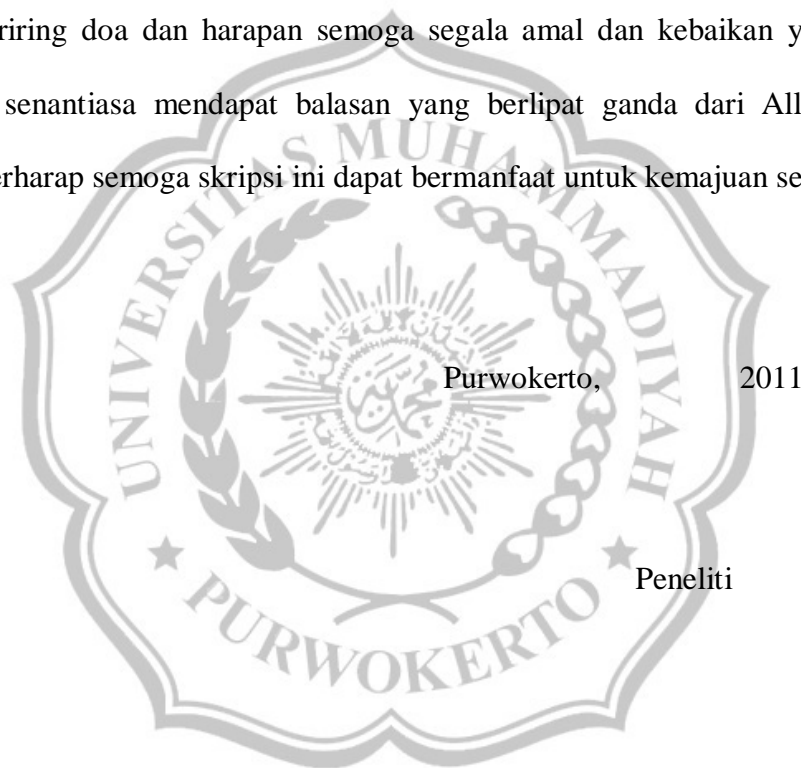 riring doa dan harapan semoga segala amal dan kebaikan y
senantiasa mendapat balasan yang berlipat ganda dari All
erharap semoga skripsi ini dapat bermanfaat untuk kemajuan se
UNIVERSITAS MUHAMMADIYAH
Purwokerto, 2011
Peneliti
PURWOKERTO